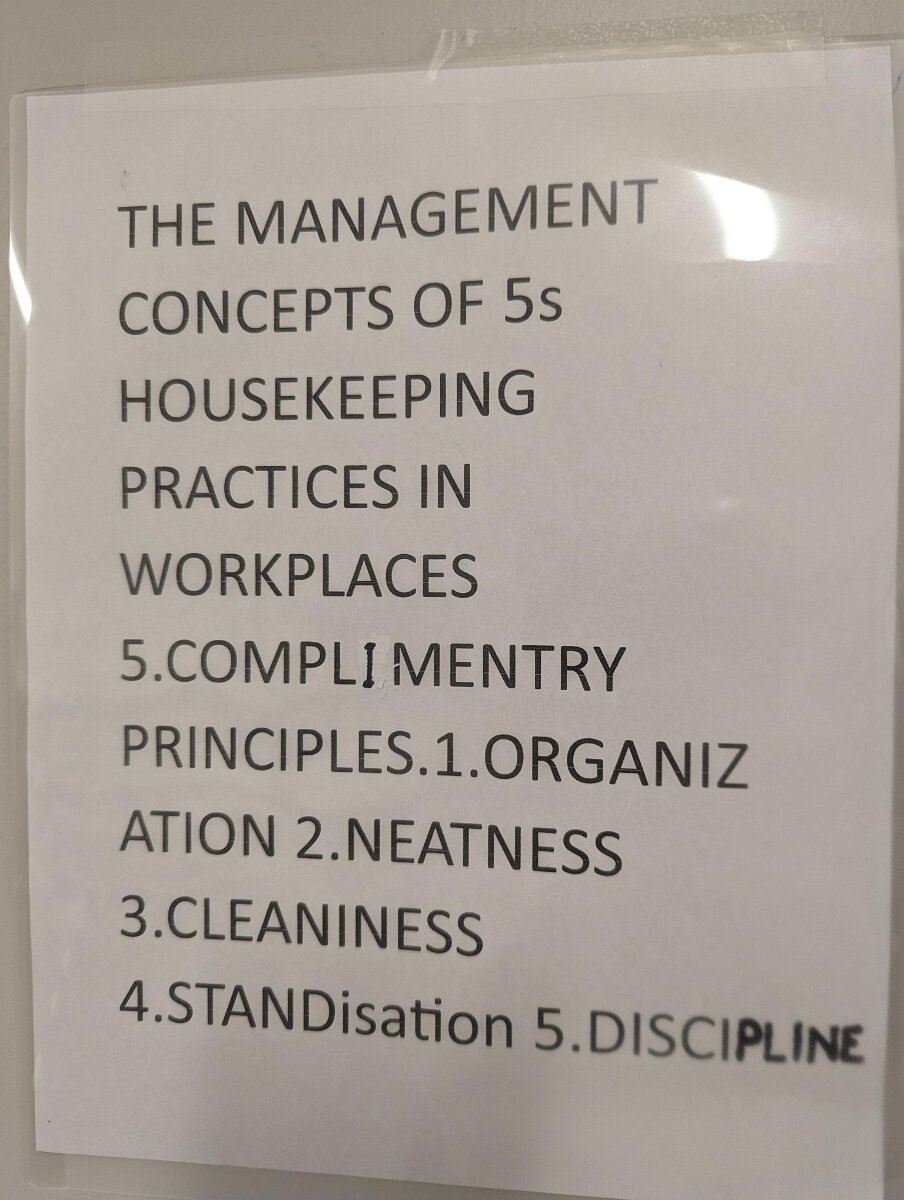 THE MANAGEMENT
CONCEPTS OF 5s
HOUSEKEEPING
PRACTICES IN
WORKPLACES
5.COMPLIMENTRY
PRINCIPLES.1.ORGANIZ
ATION 2.NEATNESS
3.CLEANINESS
4.STANDisation 5.DISCIPLINE